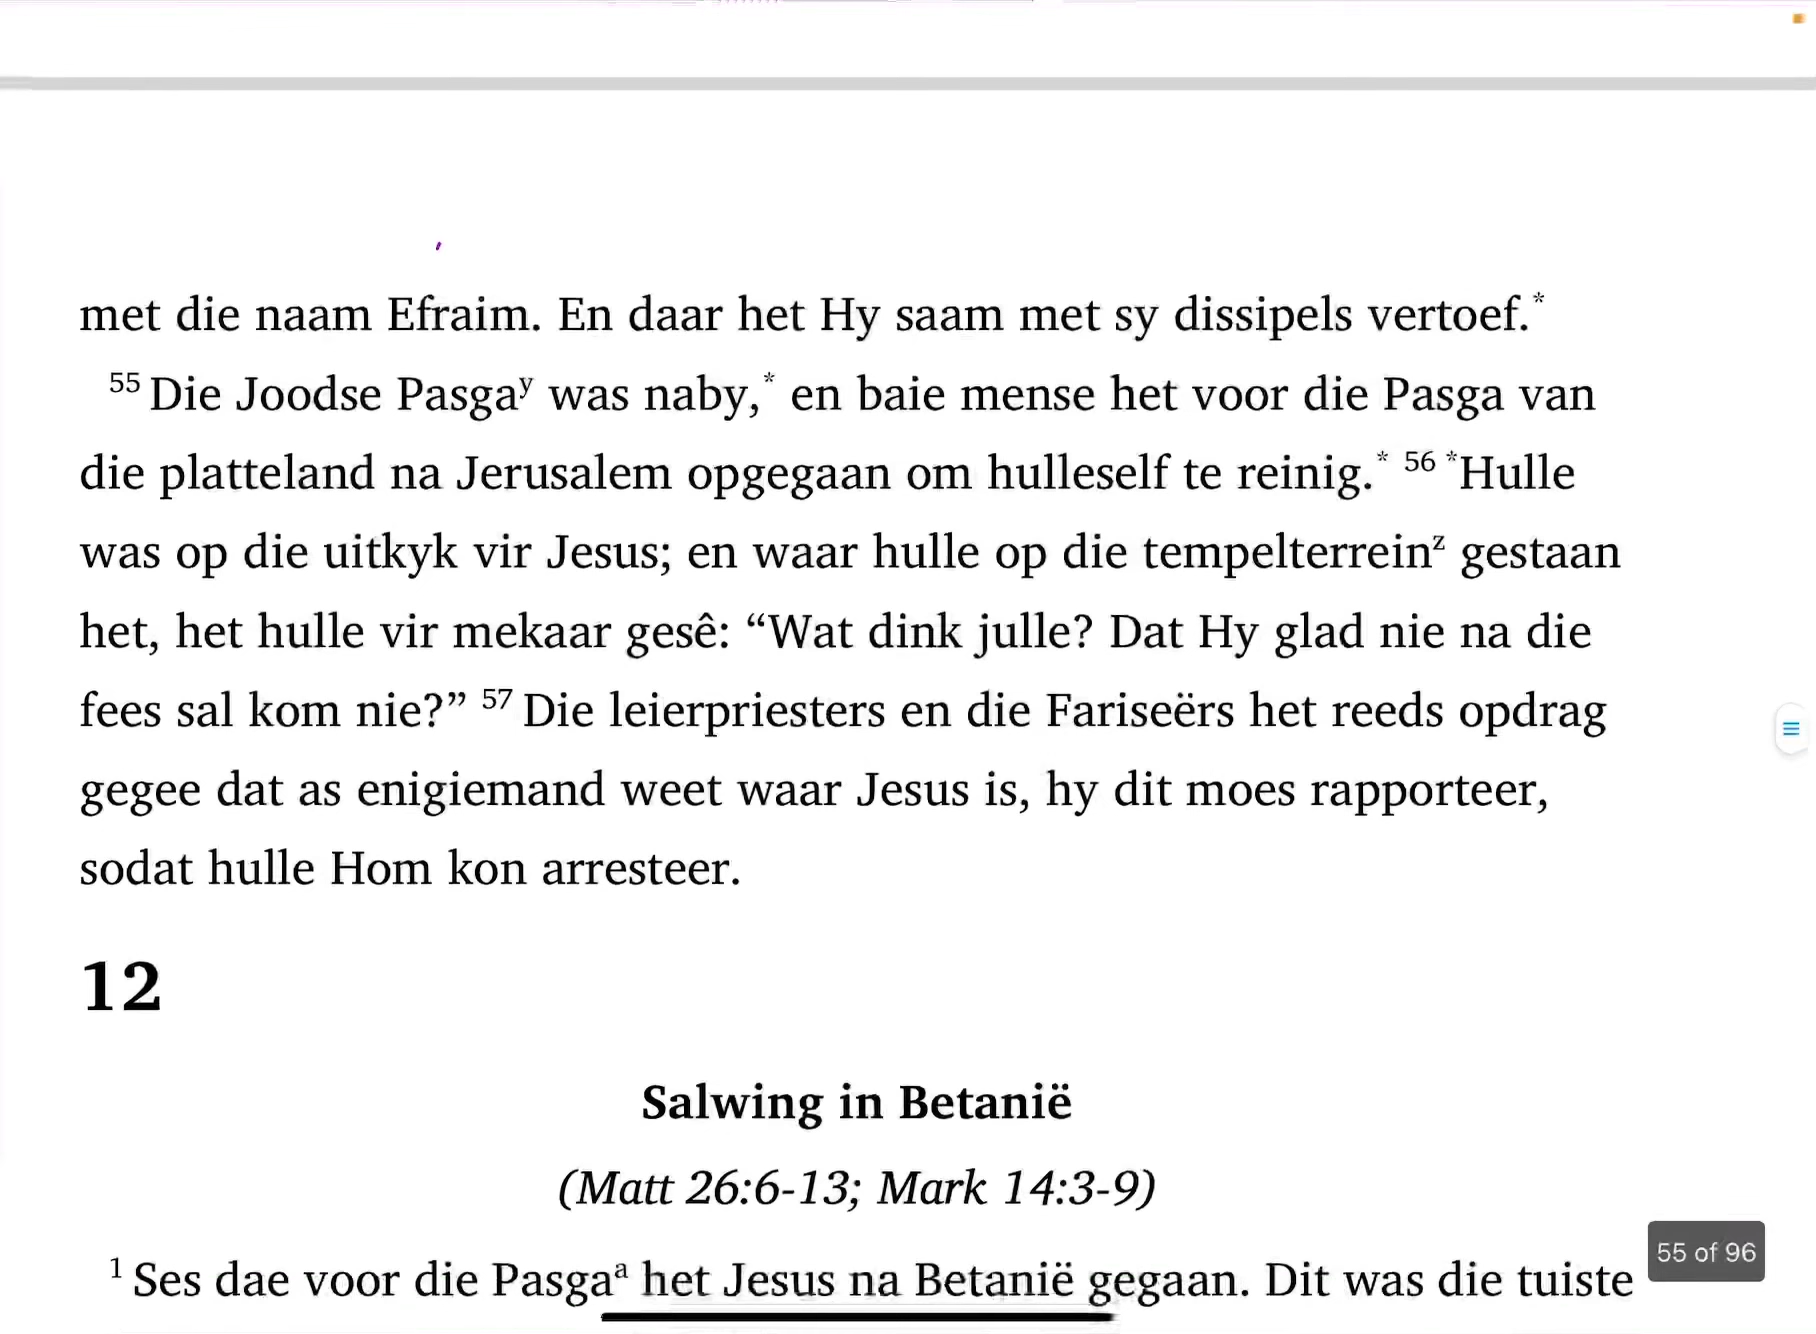 met die naam Efraim. En daar het Hy saam met sy dissipels vertoef.*
55 Die Joodse Pasgaʸ was naby,* en baie mense het voor die Pasga van
die platteland na Jerusalem opgegaan om hulleself te reinig.* 56 *Hulle
was op die uitkyk vir Jesus; en waar hulle op die tempelterreinᶻ gestaan
het, het hulle vir mekaar gesê: “Wat dink julle? Dat Hy glad nie na die
fees sal kom nie?” 57 Die leierpriesters en die Fariseërs het reeds opdrag
gegee dat as enigiemand weet waar Jesus is, hy dit moes rapporteer,
sodat hulle Hom kon arresteer.
12
Salwing in Betanië
(Matt 26:6-13; Mark 14:3-9)
1 Ses dae voor die Pasgaᵃ het Jesus na Betanië gegaan. Dit was die tuiste
55 of 96